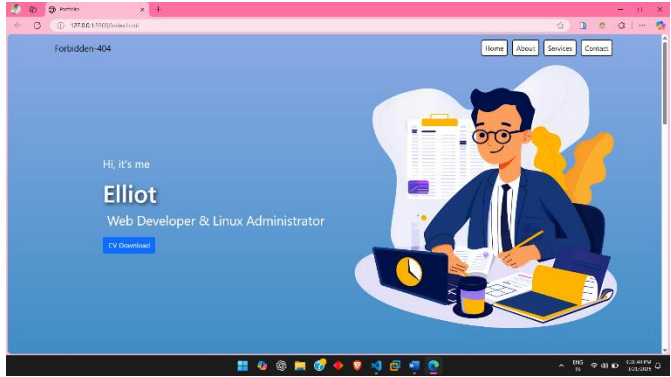 Portfolio
127.0.0.1:5500/index.html
Forbidden-404
Home
About
Services
Contact
Hi, it's me
Elliot
Web Developer & Linux Administrator
CV Download
ENG
IN